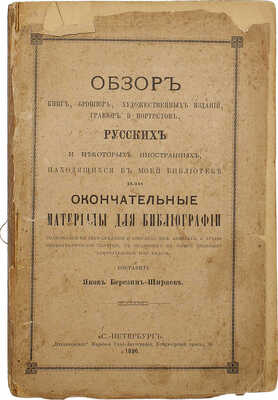 ОБЗОРЪ
КНИГЪ, БРОШЮРЪ, ХУДОЖЕСТВЕННЫХЪ ИЗДАНІЙ,
ГРАВЮРЪ И ПОРТРЕТОВЪ,
РУССКИХЪ
И НѢКОТОРЫХЪ ИНОСТРАННЫХЪ,
НАХОДЯЩИХСЯ ВЪ МОЕЙ БИБЛІОТЕКѢ
ИЛИ
ОКОНЧАТЕЛЬНЫЕ
МАТЕРІАЛЫ ДЛЯ БИБЛІОГРАФІИ
СОСТАВИЛЪ
Яковъ Березинъ-Ширяевъ.
С.-ПЕТЕРБУРГЪ.
1896.